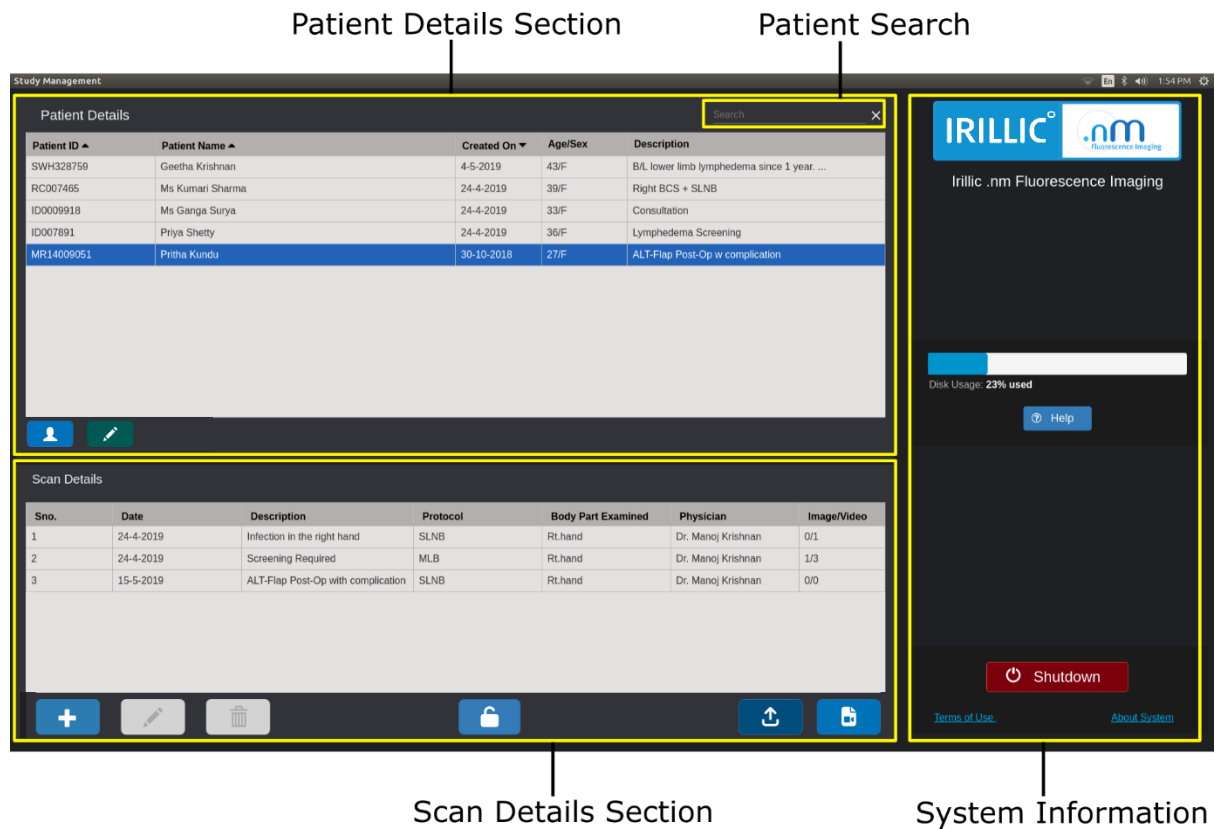 Patient Details Section Patient Search
Study Management En 1:54 PM
Patient Details Search
Patient ID Patient Name Created On Age/Sex Description
SWH328759 Geetha Krishnan 4-5-2019 43/F B/L lower limb lymphedema since 1 year. ...
RC007465 Ms Kumari Sharma 24-4-2019 39/F Right BCS + SLNB
ID0009918 Ms Ganga Surya 24-4-2019 33/F Consultation
ID007891 Priya Shetty 24-4-2019 36/F Lymphedema Screening
MR14009051 Pritha Kundu 30-10-2018 27/F ALT-Flap Post-Op w complication
IRILLIC° .nm
Fluorescence Imaging
Irillic .nm Fluorescence Imaging
Disk Usage: 23% used
Help
Scan Details
Sno. Date Description Protocol Body Part Examined Physician Image/Video
1 24-4-2019 Infection in the right hand SLNB Rt.hand Dr. Manoj Krishnan 0/1
2 24-4-2019 Screening Required MLB Rt.hand Dr. Manoj Krishnan 1/3
3 15-5-2019 ALT-Flap Post-Op with complication SLNB Rt.hand Dr. Manoj Krishnan 0/0
Shutdown
Terms of Use About System
Scan Details Section System Information